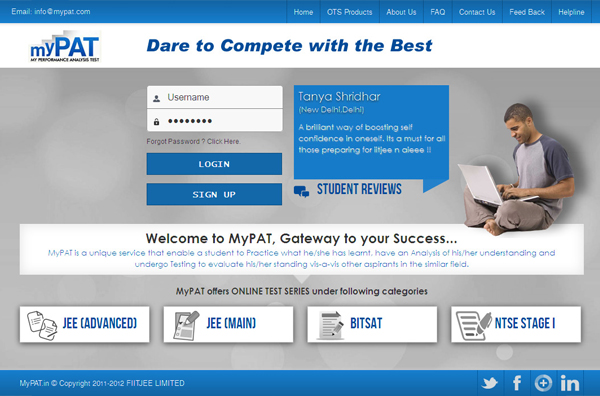 Email: info@mypat.com
Home
OTS Products
About Us
FAQ
Contact Us
Feed Back
Helpline
myPAT
MY PERFORMANCE ANALYSIS TEST
Dare to Compete with the Best
Username
Forgot Password ? Click Here.
LOGIN
SIGN UP
Tanya Shridhar
(New Delhi,Delhi)
A brilliant way of boosting self
confidence in oneself. Its a must for all
those preparing for iitjee n aieee !!
STUDENT REVIEWS
Welcome to MyPAT, Gateway to your Success...
MyPAT is a unique service that enable a student to Practice what he/she has learnt, have an Analysis of his/her understanding and
undergo Testing to evaluate his/her standing vis-a-vis other aspirants in the similar field.
MyPAT offers ONLINE TEST SERIES under following categories
JEE (ADVANCED)
JEE (MAIN)
BITSAT
NTSE STAGE I
MyPAT.in © Copyright 2011-2012 FIITJEE LIMITED